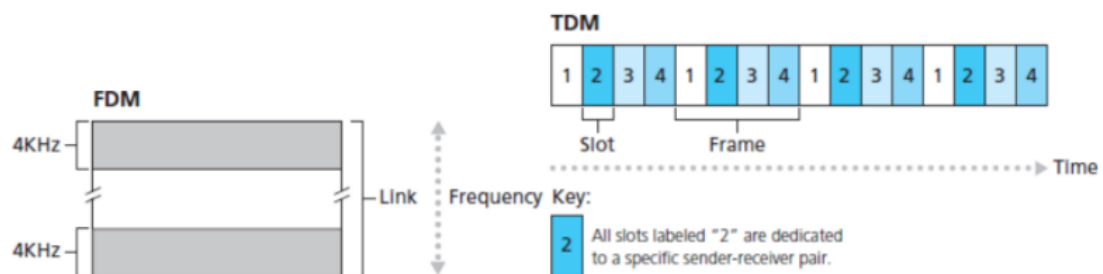 TDM
1 2 3 4 1 2 3 4 1 2 3 4 1 2 3 4
Slot Frame
Time
FDM
4KHz
Link
Frequency
4KHz
Key:
2 All slots labeled “2” are dedicated
to a specific sender-receiver pair.